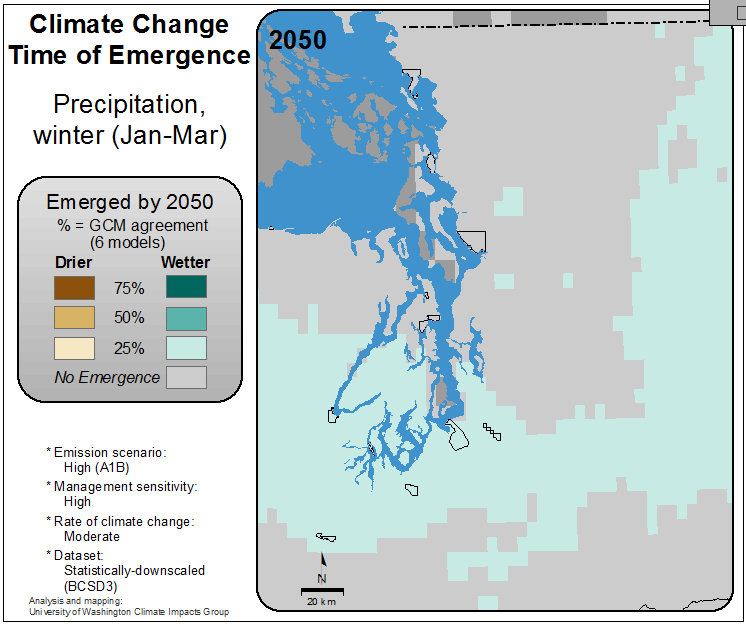 Climate Change
Time of Emergence
Precipitation,
winter (Jan-Mar)
Emerged by 2050
% = GCM agreement
(6 models)
Drier Wetter
75%
50%
25%
No Emergence
* Emission scenario:
High (A1B)
* Management sensitivity:
High
* Rate of climate change:
Moderate
* Dataset:
Statistically-downscaled
(BCSD3)
Analysis and mapping:
University of Washington Climate Impacts Group
2050
N
20 km